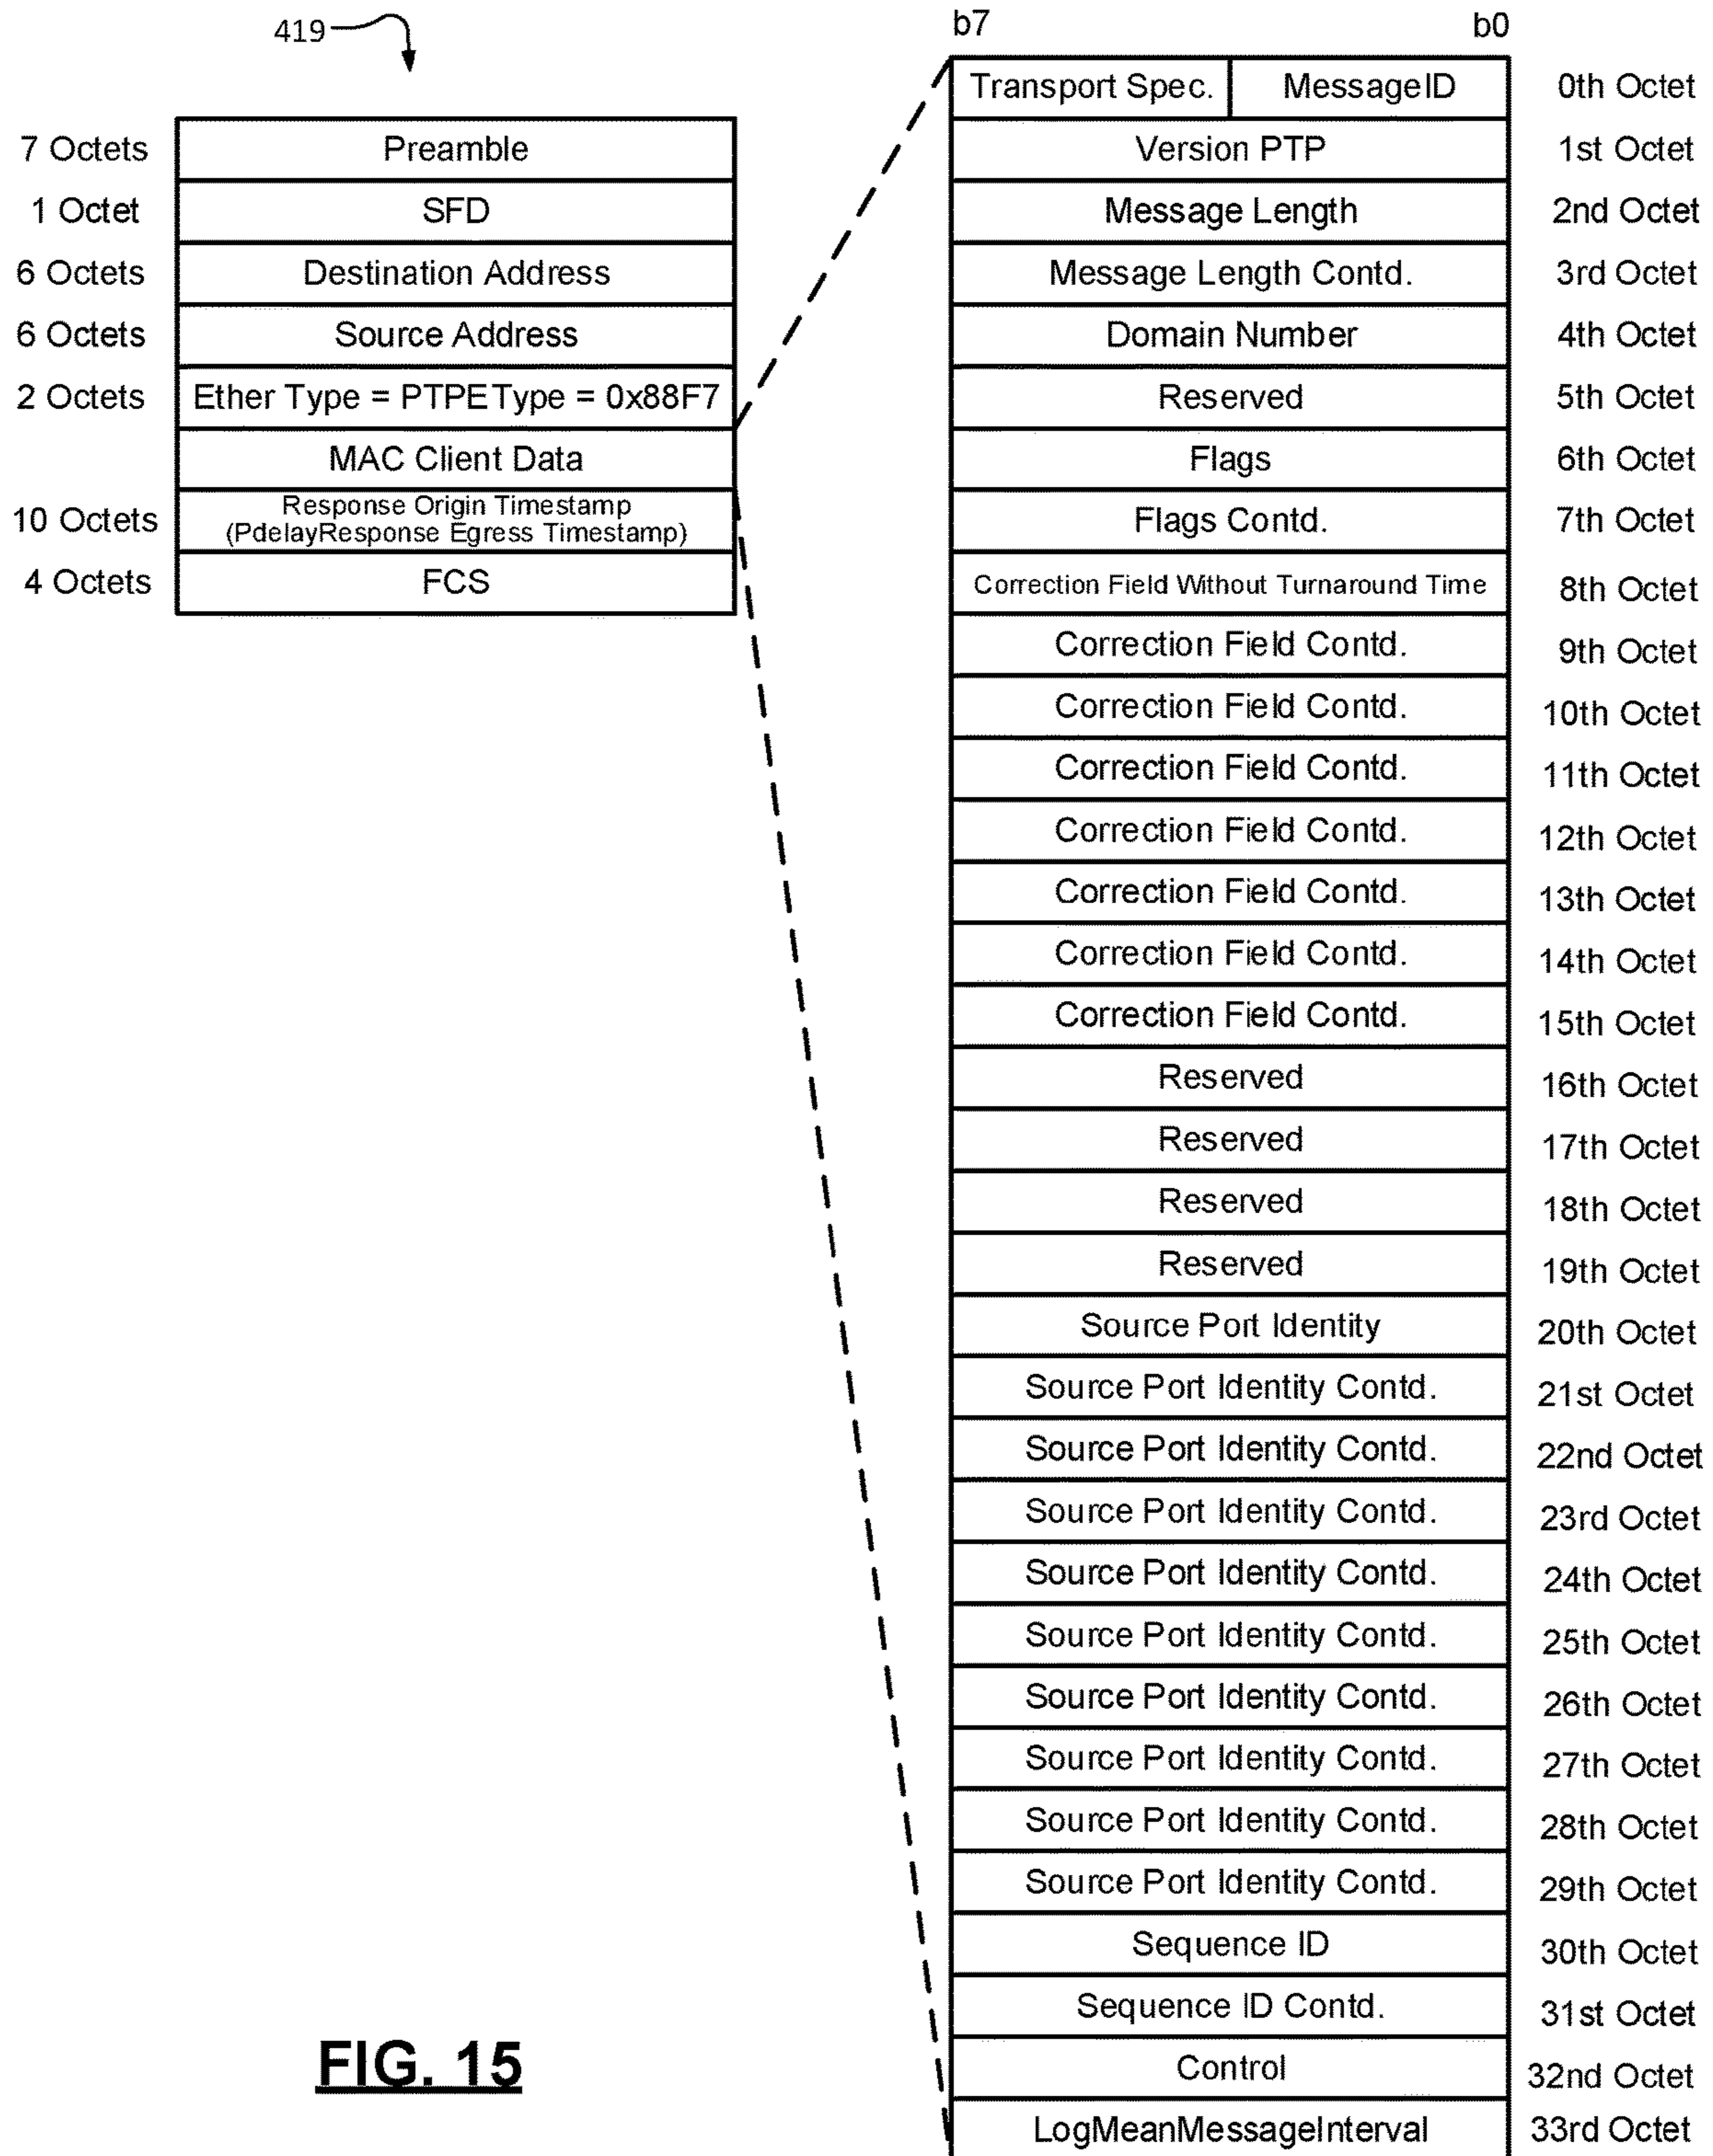 419
7 Octets Preamble
1 Octet SFD
6 Octets Destination Address
6 Octets Source Address
2 Octets Ether Type = PTPEType = 0x88F7
MAC Client Data
10 Octets Response Origin Timestamp
(PdelayResponse Egress Timestamp)
4 Octets FCS
b7 b0
Transport Spec. MessageID 0th Octet
Version PTP 1st Octet
Message Length 2nd Octet
Message Length Contd. 3rd Octet
Domain Number 4th Octet
Reserved 5th Octet
Flags 6th Octet
Flags Contd. 7th Octet
Correction Field Without Turnaround Time 8th Octet
Correction Field Contd. 9th Octet
Correction Field Contd. 10th Octet
Correction Field Contd. 11th Octet
Correction Field Contd. 12th Octet
Correction Field Contd. 13th Octet
Correction Field Contd. 14th Octet
Correction Field Contd. 15th Octet
Reserved 16th Octet
Reserved 17th Octet
Reserved 18th Octet
Reserved 19th Octet
Source Port Identity 20th Octet
Source Port Identity Contd. 21st Octet
Source Port Identity Contd. 22nd Octet
Source Port Identity Contd. 23rd Octet
Source Port Identity Contd. 24th Octet
Source Port Identity Contd. 25th Octet
Source Port Identity Contd. 26th Octet
Source Port Identity Contd. 27th Octet
Source Port Identity Contd. 28th Octet
Source Port Identity Contd. 29th Octet
Sequence ID 30th Octet
Sequence ID Contd. 31st Octet
Control 32nd Octet
LogMeanMessageInterval 33rd Octet
FIG. 15